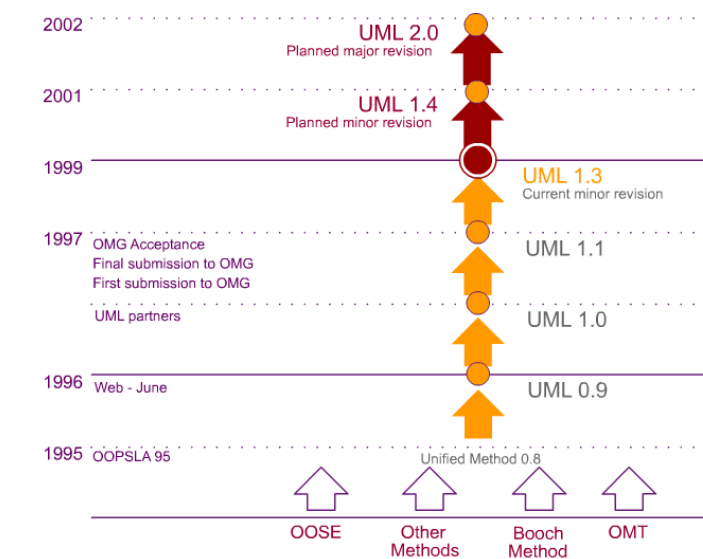 2002
UML 2.0
Planned major revision
2001
UML 1.4
Planned minor revision
1999
UML 1.3
Current minor revision
1997
OMG Acceptance
Final submission to OMG
First submission to OMG
UML 1.1
UML partners
UML 1.0
1996
Web - June
UML 0.9
1995
OOPSLA 95
Unified Method 0.8
OOSE
Other
Methods
Booch
Method
OMT